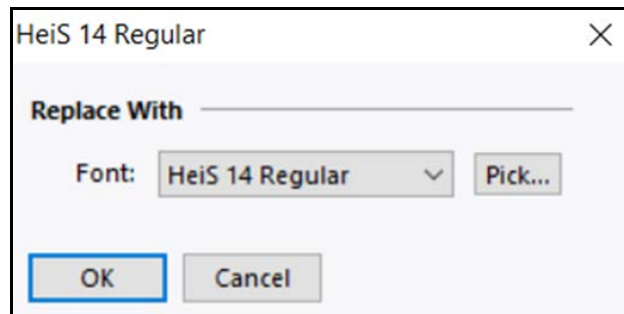 HeiS 14 Regular
Replace With
Font: HeiS 14 Regular Pick...
OK Cancel